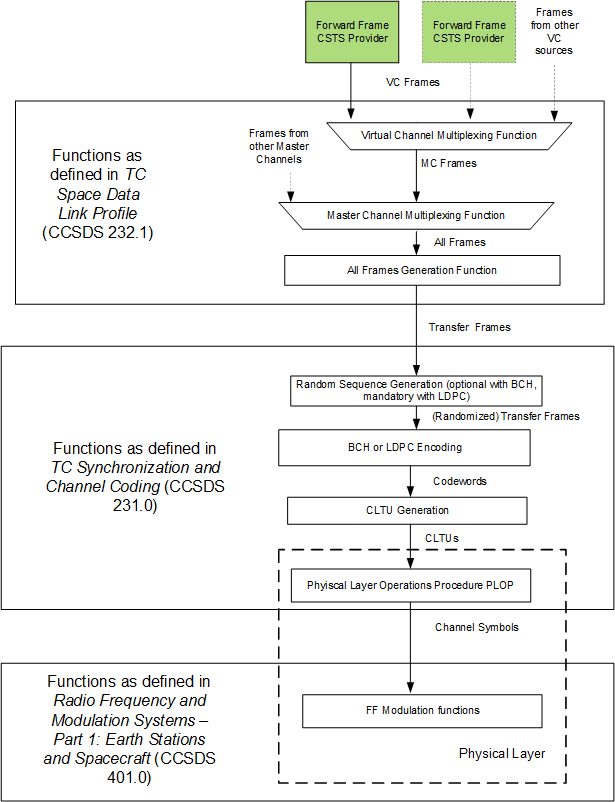 Forward Frame
CSTS Provider
Forward Frame
CSTS Provider
Frames
from other
VC
sources
VC Frames
Functions as
defined in TC
Space Data
Link Profile
(CCSDS 232.1)
Frames from
other Master
Channels
Virtual Channel Multiplexing Function
MC Frames
Master Channel Multiplexing Function
All Frames
All Frames Generation Function
Transfer Frames
Functions as defined in
TC Synchronization and
Channel Coding (CCSDS
231.0)
Random Sequence Generation (optional with BCH,
mandatory with LDPC)
(Randomized) Transfer Frames
BCH or LDPC Encoding
Codewords
CLTU Generation
CLTUs
Phyiscal Layer Operations Procedure PLOP
Channel Symbols
Functions as defined in
Radio Frequency and
Modulation Systems –
Part 1: Earth Stations
and Spacecraft (CCSDS
401.0)
FF Modulation functions
Physical Layer